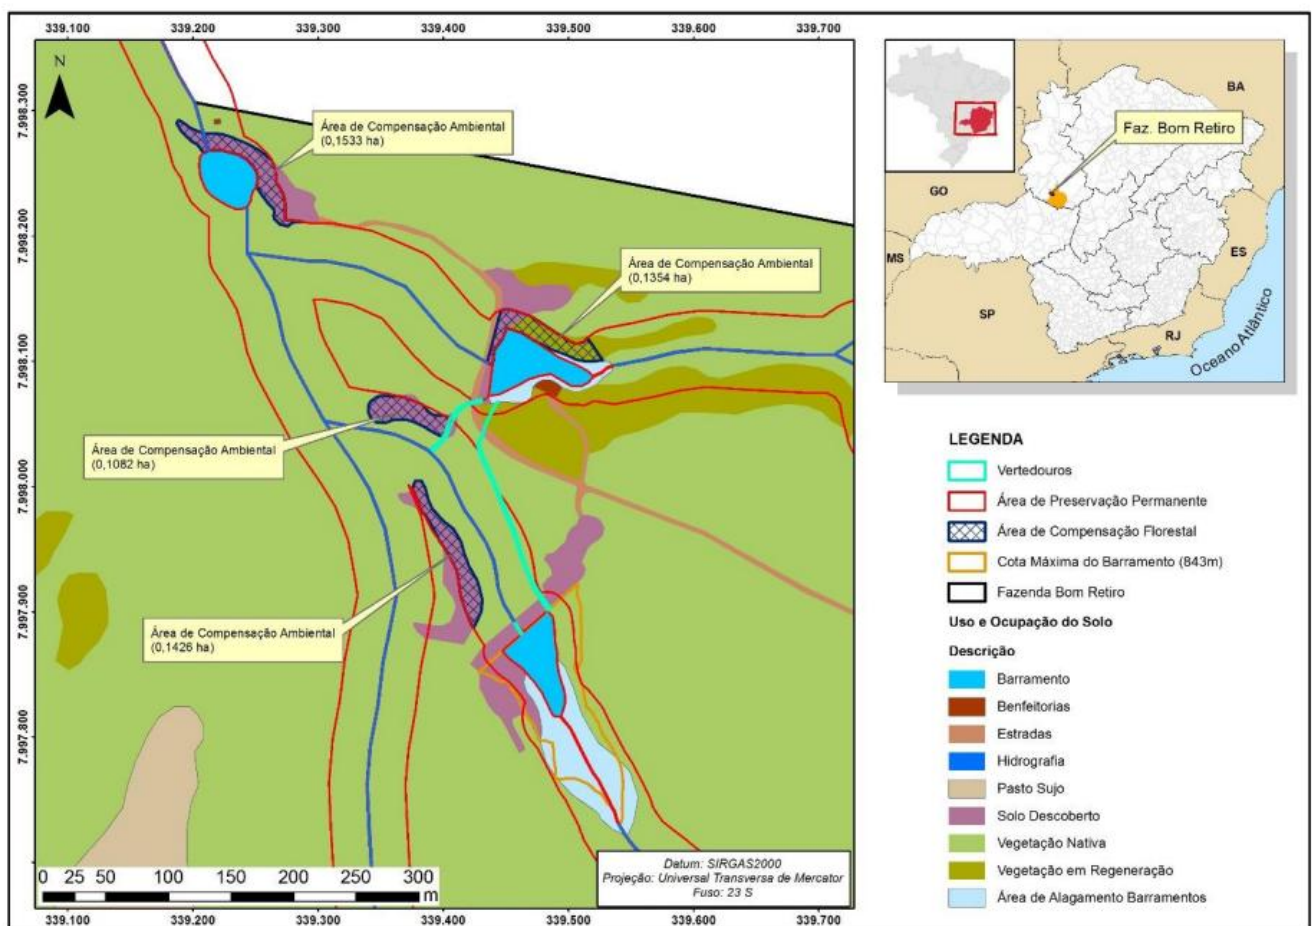 339.100 339.200 339.300 339.400 339.500 339.600 339.700
N
7.998.300
7.998.200
7.998.100
7.998.000
7.997.900
7.997.800
Área de Compensação Ambiental
(0,1533 ha)
Área de Compensação Ambiental
(0,1354 ha)
Área de Compensação Ambiental
(0,1082 ha)
Área de Compensação Ambiental
(0,1426 ha)
0 25 50 100 150 200 250 300
m
Datum: SIRGAS2000
Projeção: Universal Transversa de Mercator
Fuso: 23 S
339.100 339.200 339.300 339.400 339.500 339.600 339.700
BA
Faz. Bom Retiro
GO
MS
ES
SP
RJ
Oceano Atlântico
LEGENDA
Vertedouros
Área de Preservação Permanente
Área de Compensação Florestal
Cota Máxima do Barramento (843m)
Fazenda Bom Retiro
Uso e Ocupação do Solo
Descrição
Barramento
Benfeitorias
Estradas
Hidrografia
Pasto Sujo
Solo Descoberto
Vegetação Nativa
Vegetação em Regeneração
Área de Alagamento Barramentos